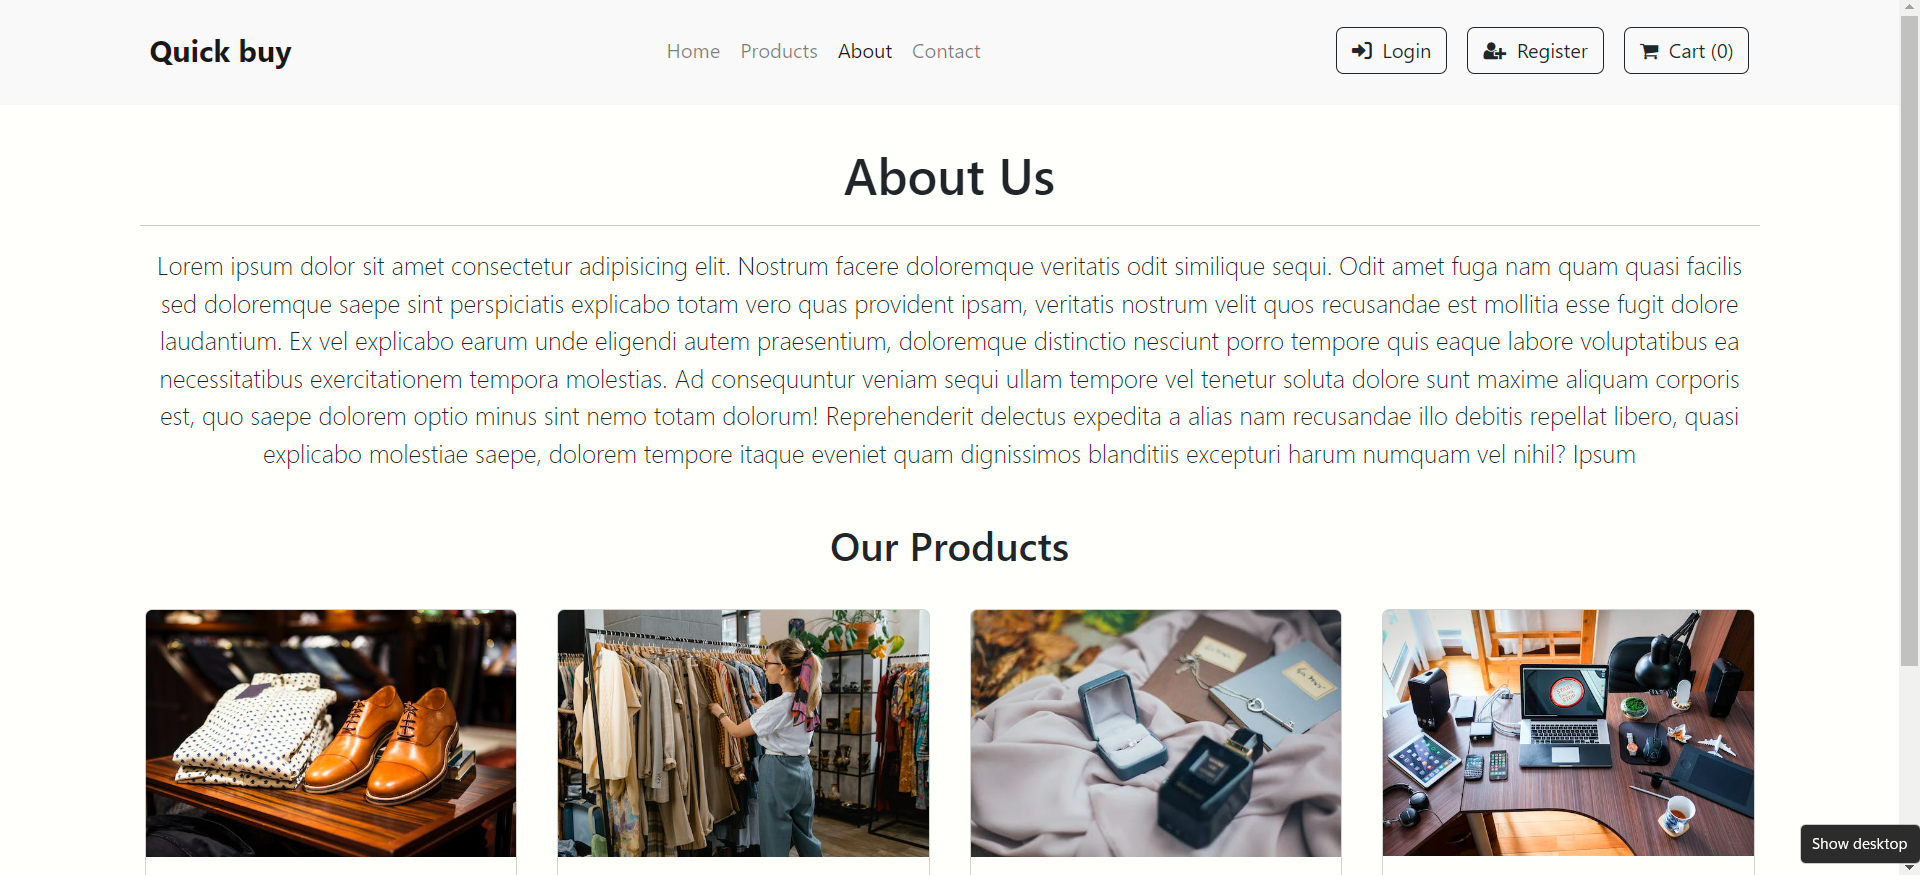 Quick buy
Home Products About Contact
Login Register Cart (0)
About Us
Lorem ipsum dolor sit amet consectetur adipisicing elit. Nostrum facere doloremque veritatis odit similique sequi. Odit amet fuga nam quam quasi facilis
sed doloremque saepe sint perspiciatis explicabo totam vero quas provident ipsam, veritatis nostrum velit quos recusandae est mollitia esse fugit dolore
laudantium. Ex vel explicabo earum unde eligendi autem praesentium, doloremque distinctio nesciunt porro tempore quis eaque labore voluptatibus ea
necessitatibus exercitationem tempora molestias. Ad consequuntur veniam sequi ullam tempore vel tenetur soluta dolore sunt maxime aliquam corporis
est, quo saepe dolorem optio minus sint nemo totam dolorum! Reprehenderit delectus expedita a alias nam recusandae illo debitis repellat libero, quasi
explicabo molestiae saepe, dolorem tempore itaque eveniet quam dignissimos blanditiis excepturi harum numquam vel nihil? Ipsum
Our Products
Show desktop